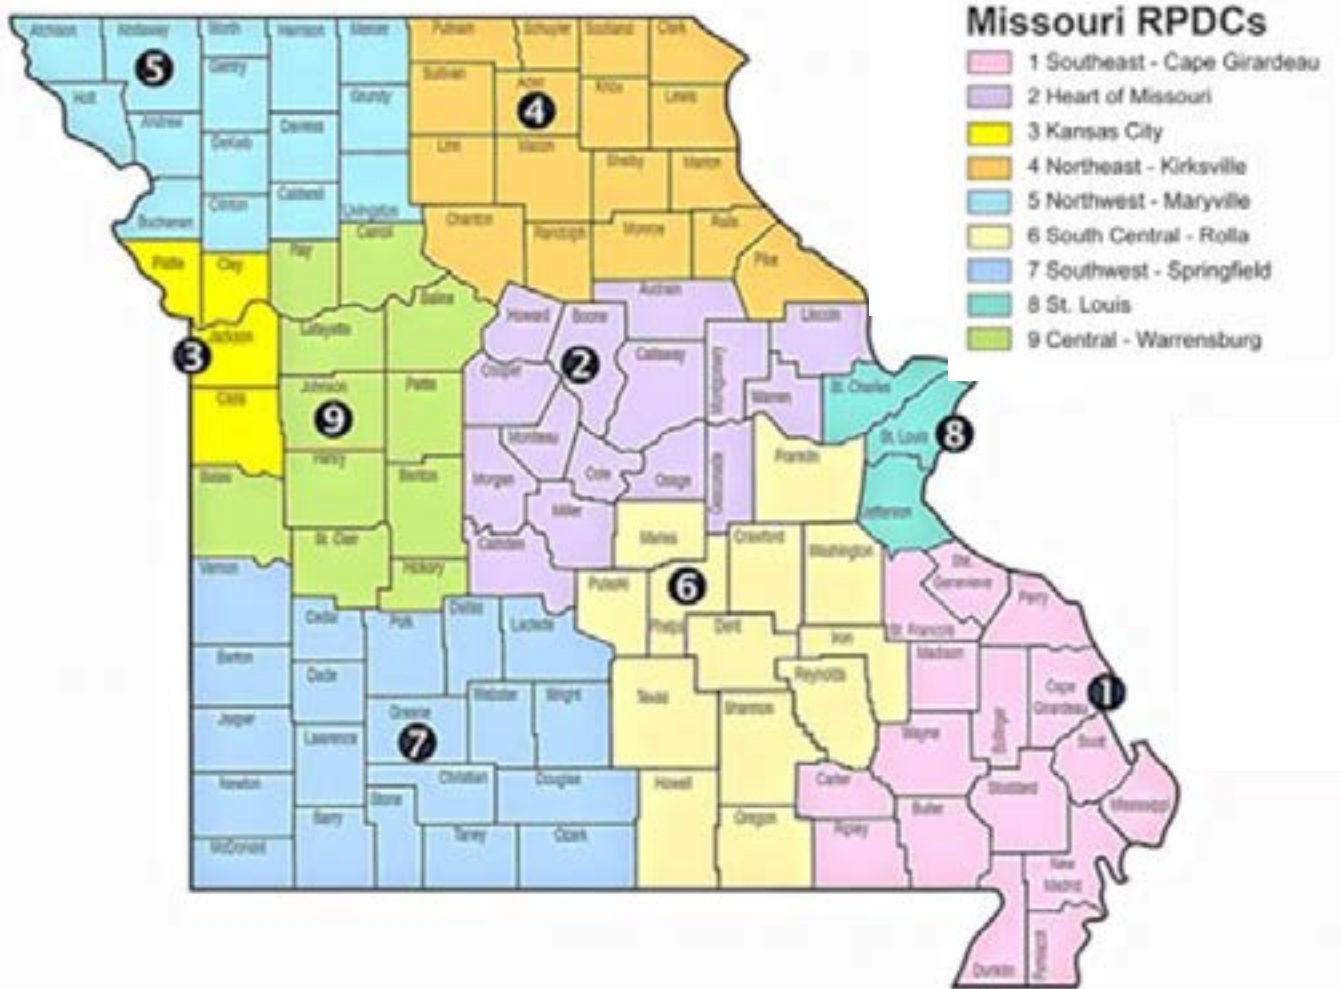 Missouri RPDCs
1 Southeast - Cape Girardeau
2 Heart of Missouri
3 Kansas City
4 Northeast - Kirksville
5 Northwest - Maryville
6 South Central - Rolla
7 Southwest - Springfield
8 St. Louis
9 Central - Warrensburg
Atchison
Nodaway
Worth
Harrison
Mercer
Putnam
Schuyler
Scotland
Clark
5
Gentry
Sullivan
Adair
Knox
Lewis
4
Holt
Grundy
Andrew
Daviess
DeKalb
Linn
Macon
Shelby
Marion
Caldwell
Clinton
Livingston
Buchanan
Chariton
Randolph
Monroe
Ralls
Carroll
Ray
Platte
Clay
Pike
Saline
Audrain
Howard
Boone
Lincoln
Jackson
Lafayette
3
Callaway
2
Montgomery
Cooper
Johnson
Pettis
St. Charles
Cass
Warren
9
Moniteau
St. Louis
8
Henry
Franklin
Bates
Benton
Morgan
Cole
Osage
Gasconade
Miller
Jefferson
St. Clair
Camden
Maries
Crawford
Washington
Vernon
Hickory
Pulaski
6
Ste.
Genevieve
Perry
Cedar
Polk
Dallas
Laclede
Phelps
Dent
Iron
St. Francois
Barton
Madison
Dade
Reynolds
Texas
Webster
Wright
Shannon
Cape
Girardeau
1
Jasper
Greene
7
Lawrence
Wayne
Bollinger
Scott
Newton
Christian
Douglas
Howell
Carter
Stoddard
Stone
Mississippi
Barry
Taney
Ozark
Oregon
Ripley
Butler
McDonald
New
Madrid
Dunklin
Pemiscot